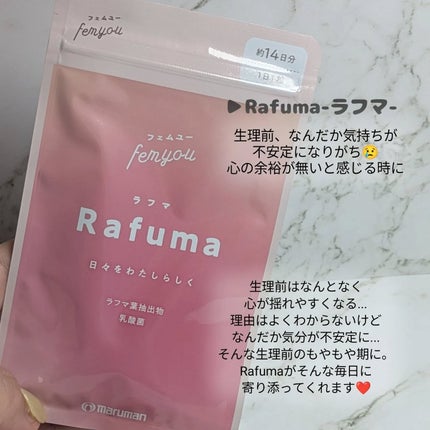 フェムユー
femyou
約14日分
フェムユー
femyou
ラフマ
Rafuma
日々をわたしらしく
ラフマ葉抽出物
乳酸菌
maruman
▶Rafuma-ラフマ-
生理前、なんだか気持ちが
不安定になりがち😢
心の余裕が無いと感じる時に
生理前はなんとなく
心が揺れやすくなる...
理由はよくわからないけど
なんだか気分が不安定に...
そんな生理前のもやもや期に。
Rafumaがそんな毎日に
寄り添ってくれます❤️